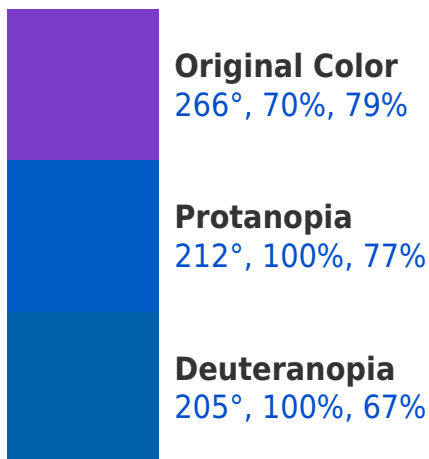 Original Color
266°, 70%, 79%
Protanopia
212°, 100%, 77%
Deuteranopia
205°, 100%, 67%